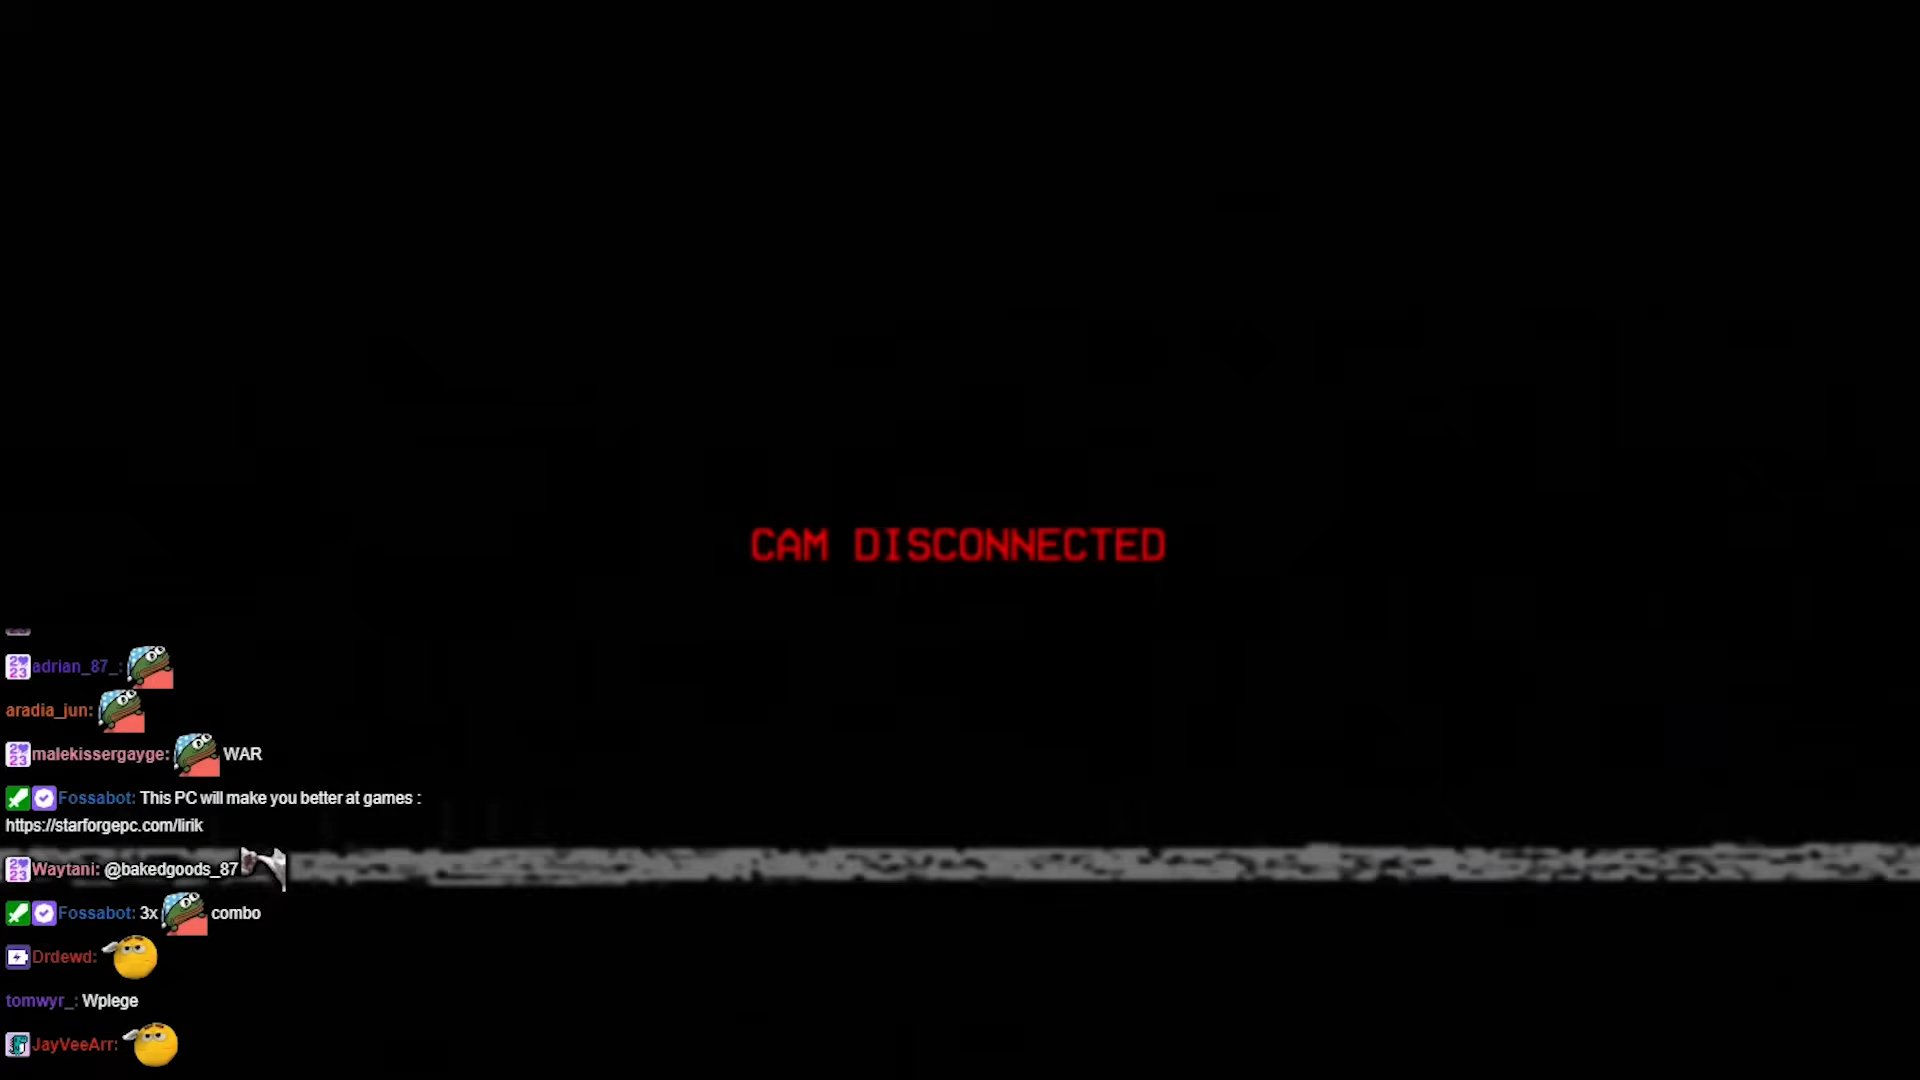 CAM DISCONNECTED
adrian_87_:
aradia_jun:
malekissergayge: WAR
Fossabot: This PC will make you better at games :
https://starforgepc.com/lirik
Waytani: @bakedgoods_87
Fossabot: 3x combo
Drdewd:
tomwyr_: Wplege
JayVeeArr: